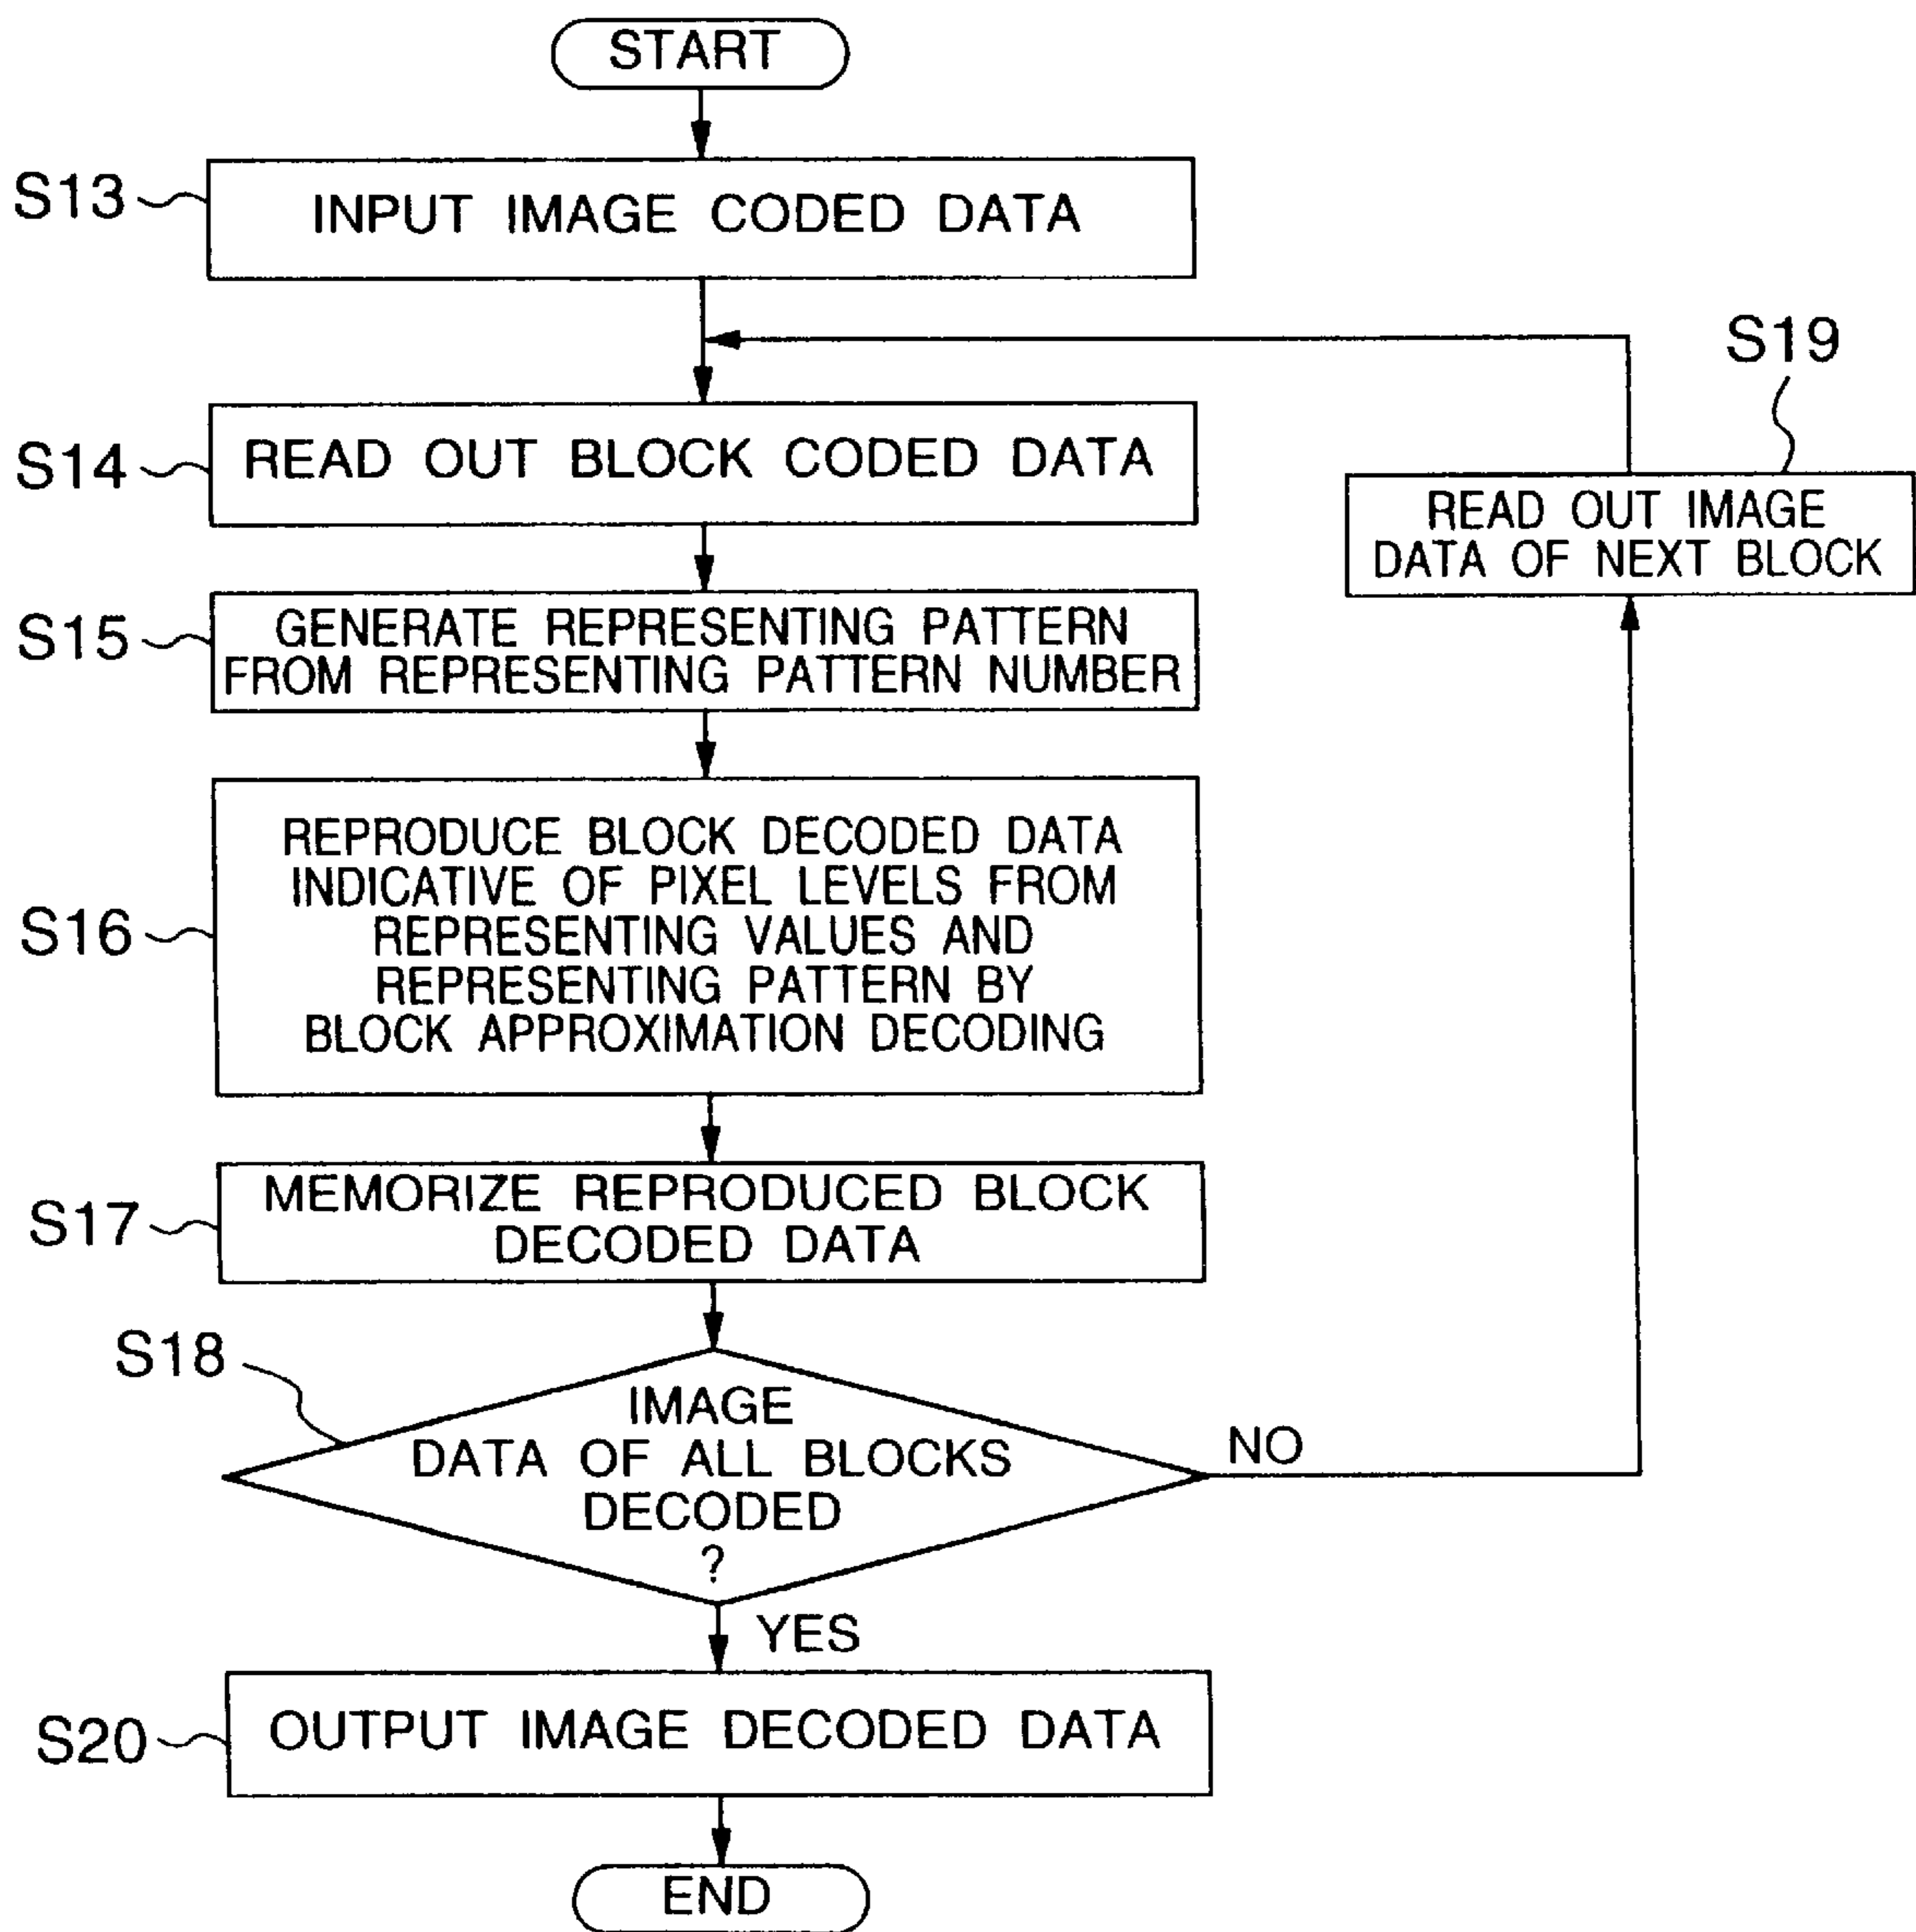 START
S13
INPUT IMAGE CODED DATA
S19
S14
READ OUT BLOCK CODED DATA
READ OUT IMAGE
DATA OF NEXT BLOCK
S15
GENERATE REPRESENTING PATTERN
FROM REPRESENTING PATTERN NUMBER
S16
REPRODUCE BLOCK DECODED DATA
INDICATIVE OF PIXEL LEVELS FROM
REPRESENTING VALUES AND
REPRESENTING PATTERN BY
BLOCK APPROXIMATION DECODING
S17
MEMORIZE REPRODUCED BLOCK
DECODED DATA
S18
IMAGE
DATA OF ALL BLOCKS
DECODED
?
NO
YES
S20
OUTPUT IMAGE DECODED DATA
END